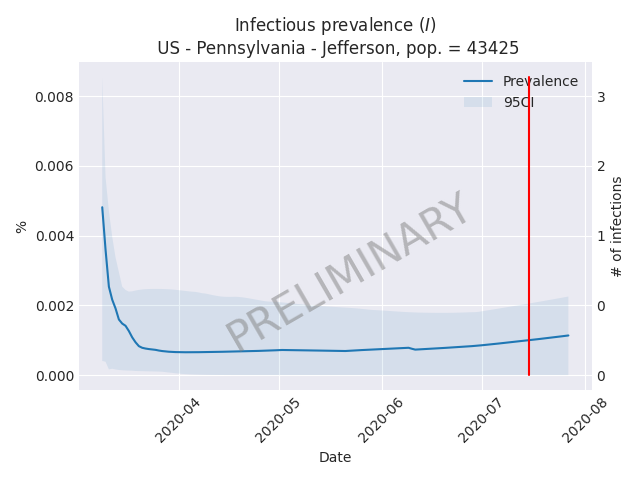 Infectious prevalence (I)
US - Pennsylvania - Jefferson, pop. = 43425
Prevalence
95CI
0.008
0.006
0.004
0.002
0.000
%
3
2
1
0
0
# of infections
PRELIMINARY
2020-04
2020-05
2020-06
2020-07
2020-08
Date